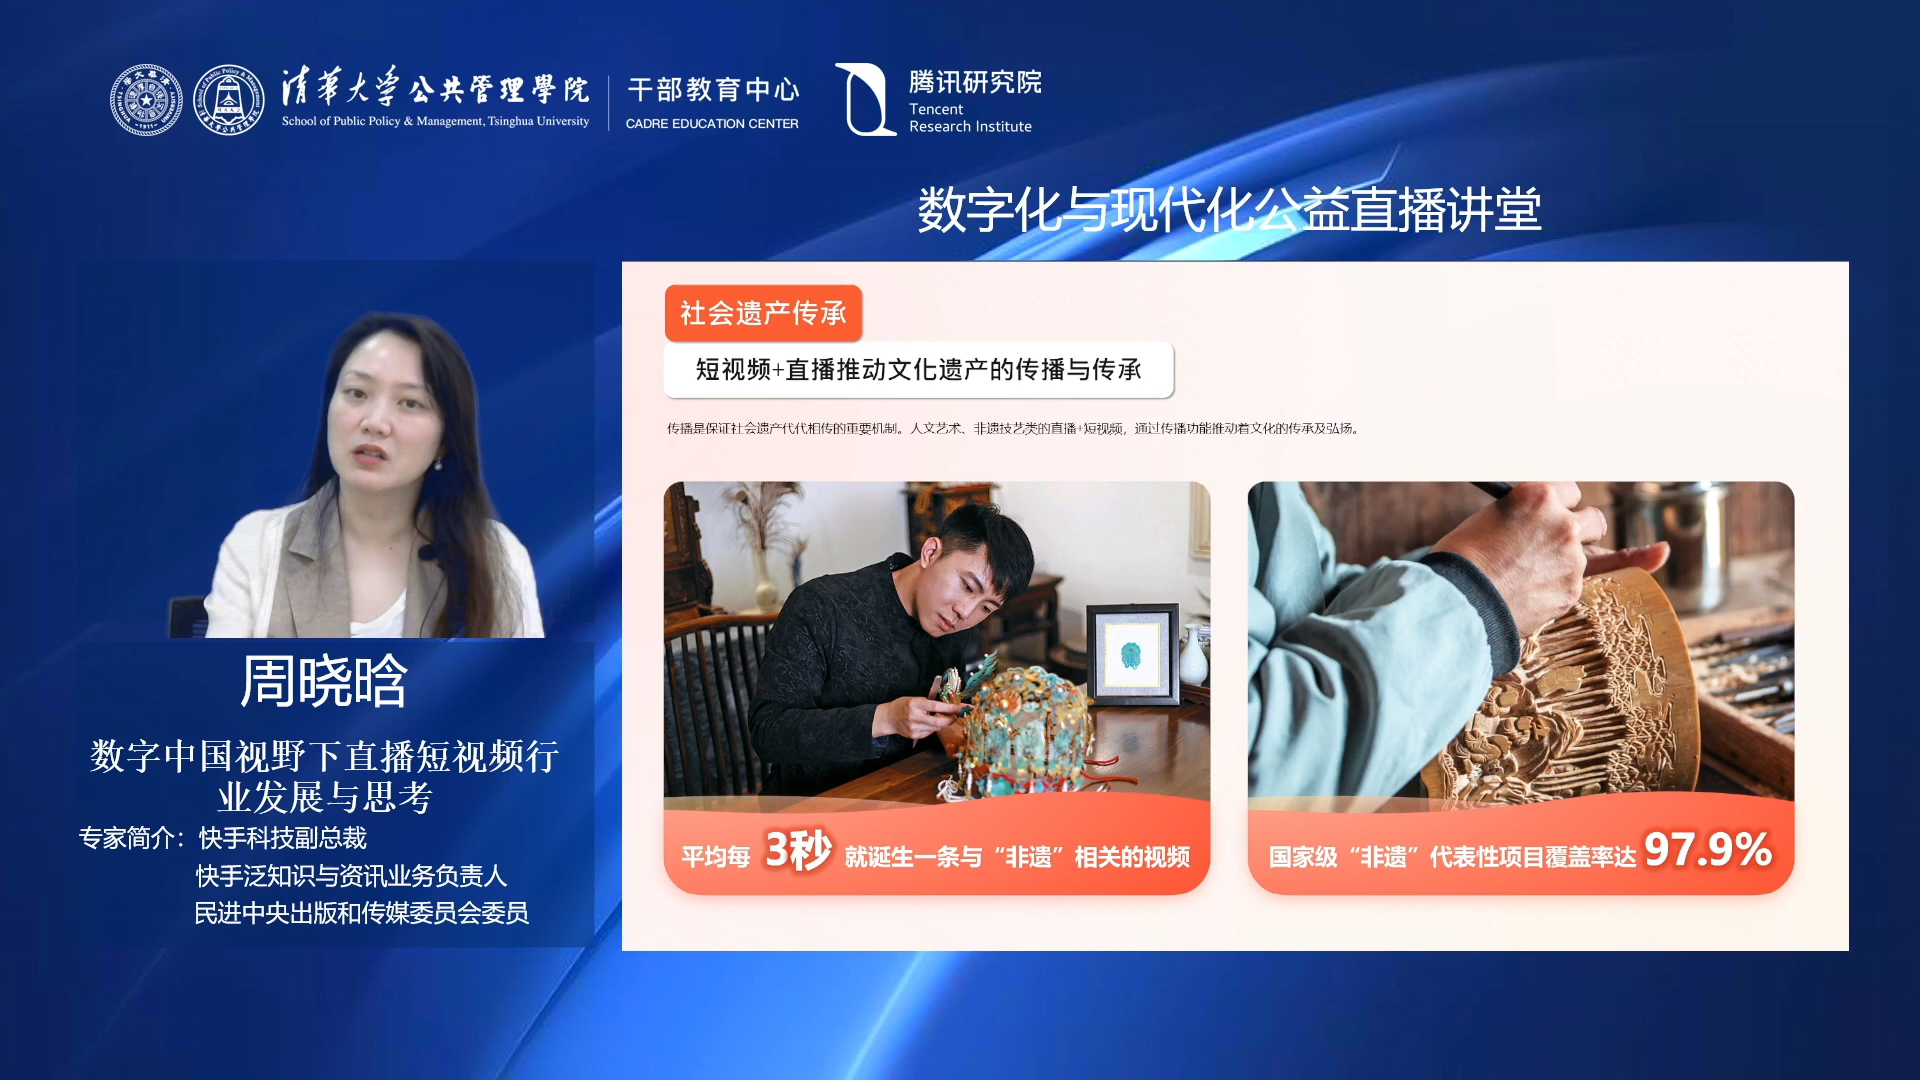 清華大学公共管理學院
School of Public Policy & Management, Tsinghua University
干部教育中心
CADRE EDUCATION CENTER
腾讯研究院
Tencent
Research Institute
数字化与现代化公益直播讲堂
社会遗产传承
短视频+直播推动文化遗产的传播与传承
传播是保证社会遗产代代相传的重要机制。人文艺术、非遗技艺类的直播+短视频，通过传播功能推动着文化的传承及弘扬。
平均每 3秒 就诞生一条与“非遗”相关的视频
国家级“非遗”代表性项目覆盖率达 97.9%
周晓晗
数字中国视野下直播短视频行
业发展与思考
专家简介：快手科技副总裁
快手泛知识与资讯业务负责人
民进中央出版和传媒委员会委员